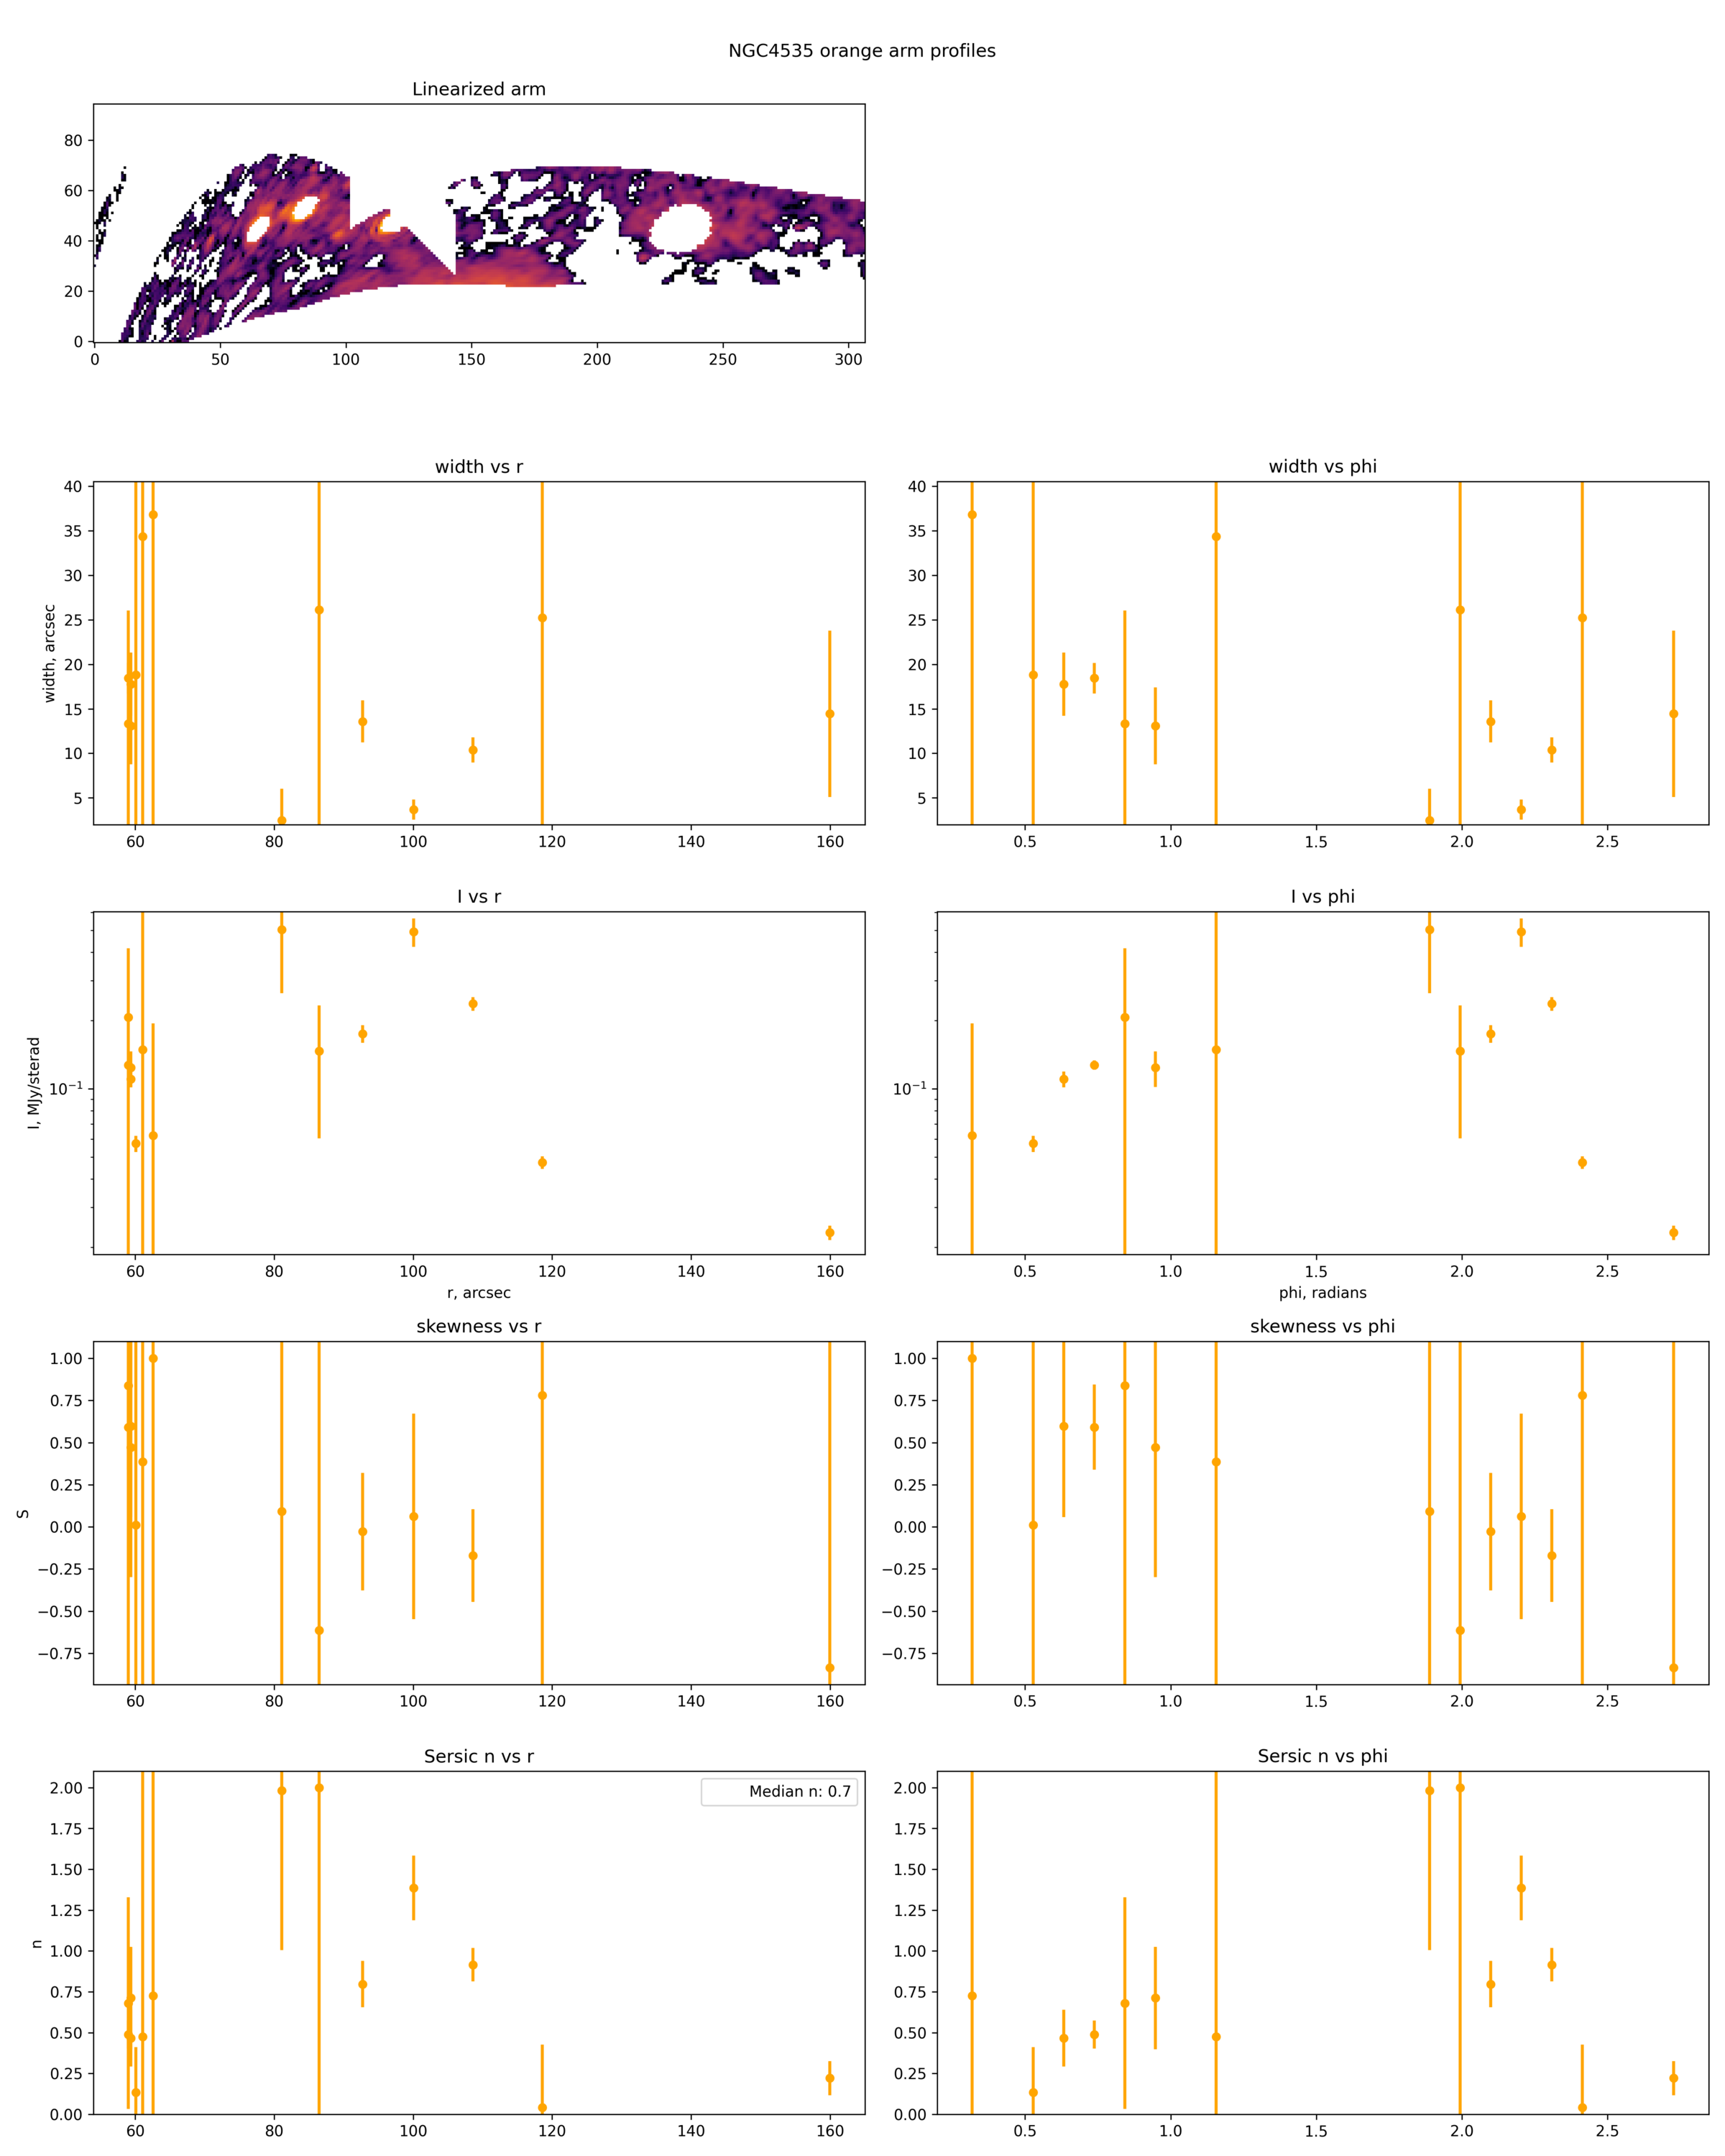 NGC4535 orange arm profiles
Linearized arm
80
60
40
20
0
0 50 100 150 200 250 300
width vs r
width, arcsec
40
35
30
25
20
15
10
5
60 80 100 120 140 160
width vs phi
40
35
30
25
20
15
10
5
0.5 1.0 1.5 2.0 2.5
I vs r
I, MJy/sterad
10⁻¹
60 80 100 120 140 160
r, arcsec
I vs phi
10⁻¹
0.5 1.0 1.5 2.0 2.5
phi, radians
skewness vs r
S
1.00
0.75
0.50
0.25
0.00
−0.25
−0.50
−0.75
60 80 100 120 140 160
skewness vs phi
1.00
0.75
0.50
0.25
0.00
−0.25
−0.50
−0.75
0.5 1.0 1.5 2.0 2.5
Sersic n vs r
Median n: 0.7
n
2.00
1.75
1.50
1.25
1.00
0.75
0.50
0.25
0.00
60 80 100 120 140 160
Sersic n vs phi
2.00
1.75
1.50
1.25
1.00
0.75
0.50
0.25
0.00
0.5 1.0 1.5 2.0 2.5